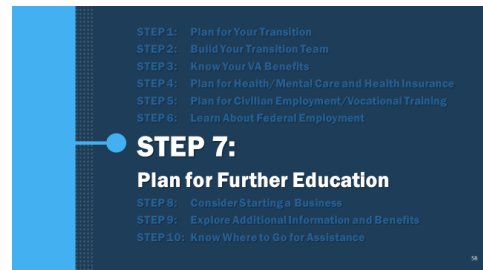 STEP 1: Plan for Your Transition
STEP 2: Build Your Transition Team
STEP 3: Know Your VA Benefits
STEP 4: Plan for Health/Mental Care and Health Insurance
STEP 5: Plan for Civilian Employment/Vocational Training
STEP 6: Learn About Federal Employment
STEP 7:
Plan for Further Education
STEP 8: Consider Starting a Business
STEP 9: Explore Additional Information and Benefits
STEP 10: Know Where to Go for Assistance
58